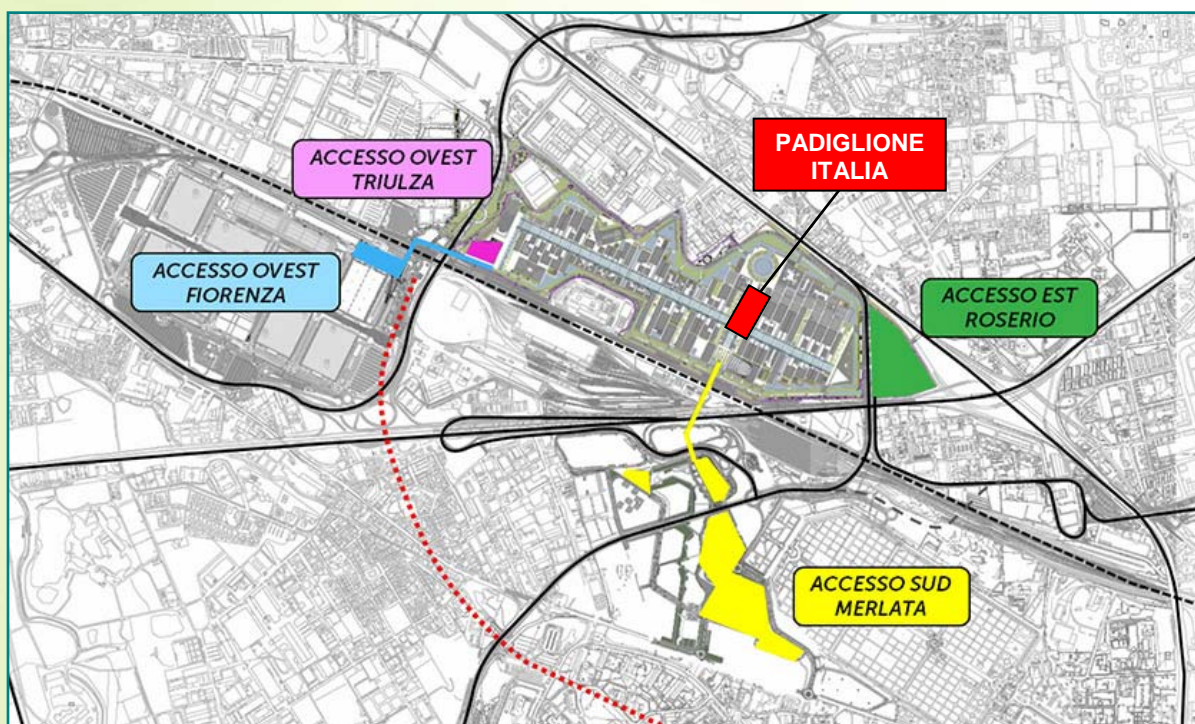 PADIGLIONE
ITALIA
ACCESSO OVEST
TRIULZA
ACCESSO OVEST
FIORENZA
ACCESSO EST
ROSERIO
ACCESSO SUD
MERLATA